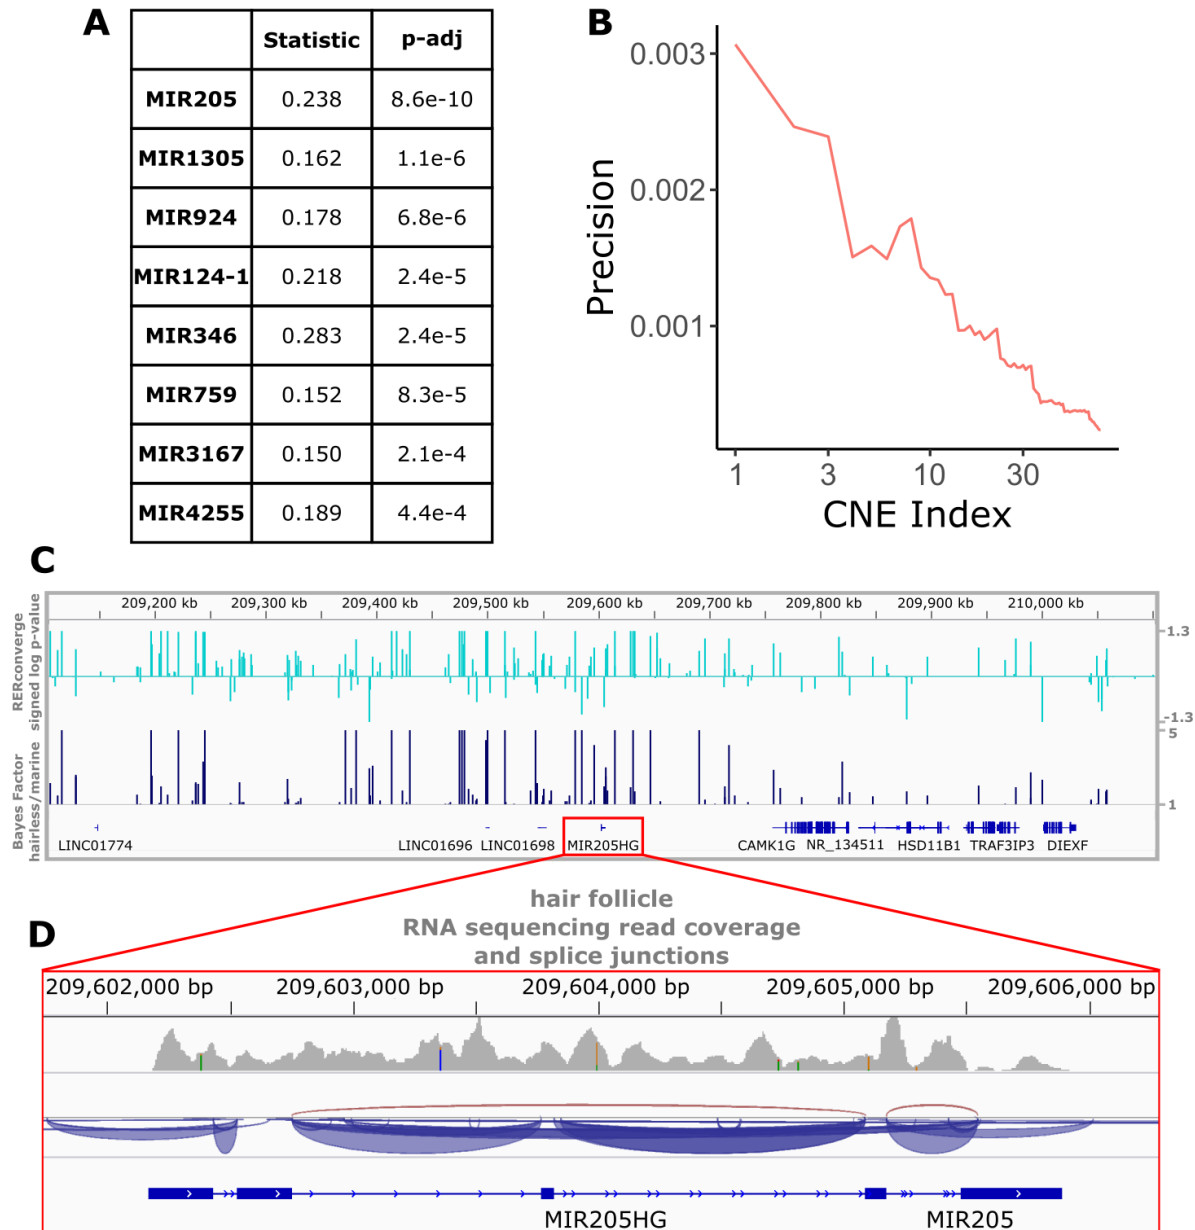 A
Statistic p-adj
MIR205 0.238 8.6e-10
MIR1305 0.162 1.1e-6
MIR924 0.178 6.8e-6
MIR124-1 0.218 2.4e-5
MIR346 0.283 2.4e-5
MIR759 0.152 8.3e-5
MIR3167 0.150 2.1e-4
MIR4255 0.189 4.4e-4
B
Precision
0.003
0.002
0.001
1 3 10 30
CNE Index
C
209,200 kb 209,300 kb 209,400 kb 209,500 kb 209,600 kb 209,700 kb 209,800 kb 209,900 kb 210,000 kb
RERconverge
signed log p-value
1.3
-1.3
Bayes Factor
hairless/marine
5
1
LINC01774 LINC01696 LINC01698 MIR205HG CAMK1G NR_134511 HSD11B1 TRAF3IP3 DIEXF
hair follicle
RNA sequencing read coverage
and splice junctions
D
209,602,000 bp 209,603,000 bp 209,604,000 bp 209,605,000 bp 209,606,000 bp
MIR205HG MIR205